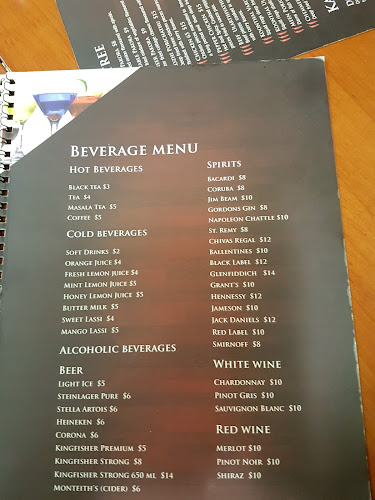 BEVERAGE MENU
HOT BEVERAGES
BLACK TEA $3
TEA $4
MASALA TEA $5
COFFEE $5
COLD BEVERAGES
SOFT DRINKS $2
ORANGE JUICE $4
FRESH LEMON JUICE $4
MINT LEMON JUICE $5
HONEY LEMON JUICE $5
BUTTER MILK $5
SWEET LASSI $4
MANGO LASSI $5
ALCOHOLIC BEVERAGES
BEER
LIGHT ICE $5
STEINLAGER PURE $6
STELLA ARTOIS $6
HEINEKEN $6
CORONA $6
KINGFISHER PREMIUM $5
KINGFISHER STRONG $8
KINGFISHER STRONG 650 ML $14
MONTEITH'S (CIDER) $6
SPIRITS
BACARDI $8
CORUBA $8
JIM BEAM $10
GORDONS GIN $8
NAPOLEON CHATTLE $10
ST. REMY $8
CHIVAS REGAL $12
BALLENTINES $10
BLACK LABEL $12
GLENFIDDICH $14
GRANT'S $10
HENNESSY $12
JAMESON $10
JACK DANIELS $12
RED LABEL $10
SMIRNOFF $8
WHITE WINE
CHARDONNAY $10
PINOT GRIS $10
SAUVIGNON BLANC $10
RED WINE
MERLOT $10
PINOT NOIR $10
SHIRAZ $10